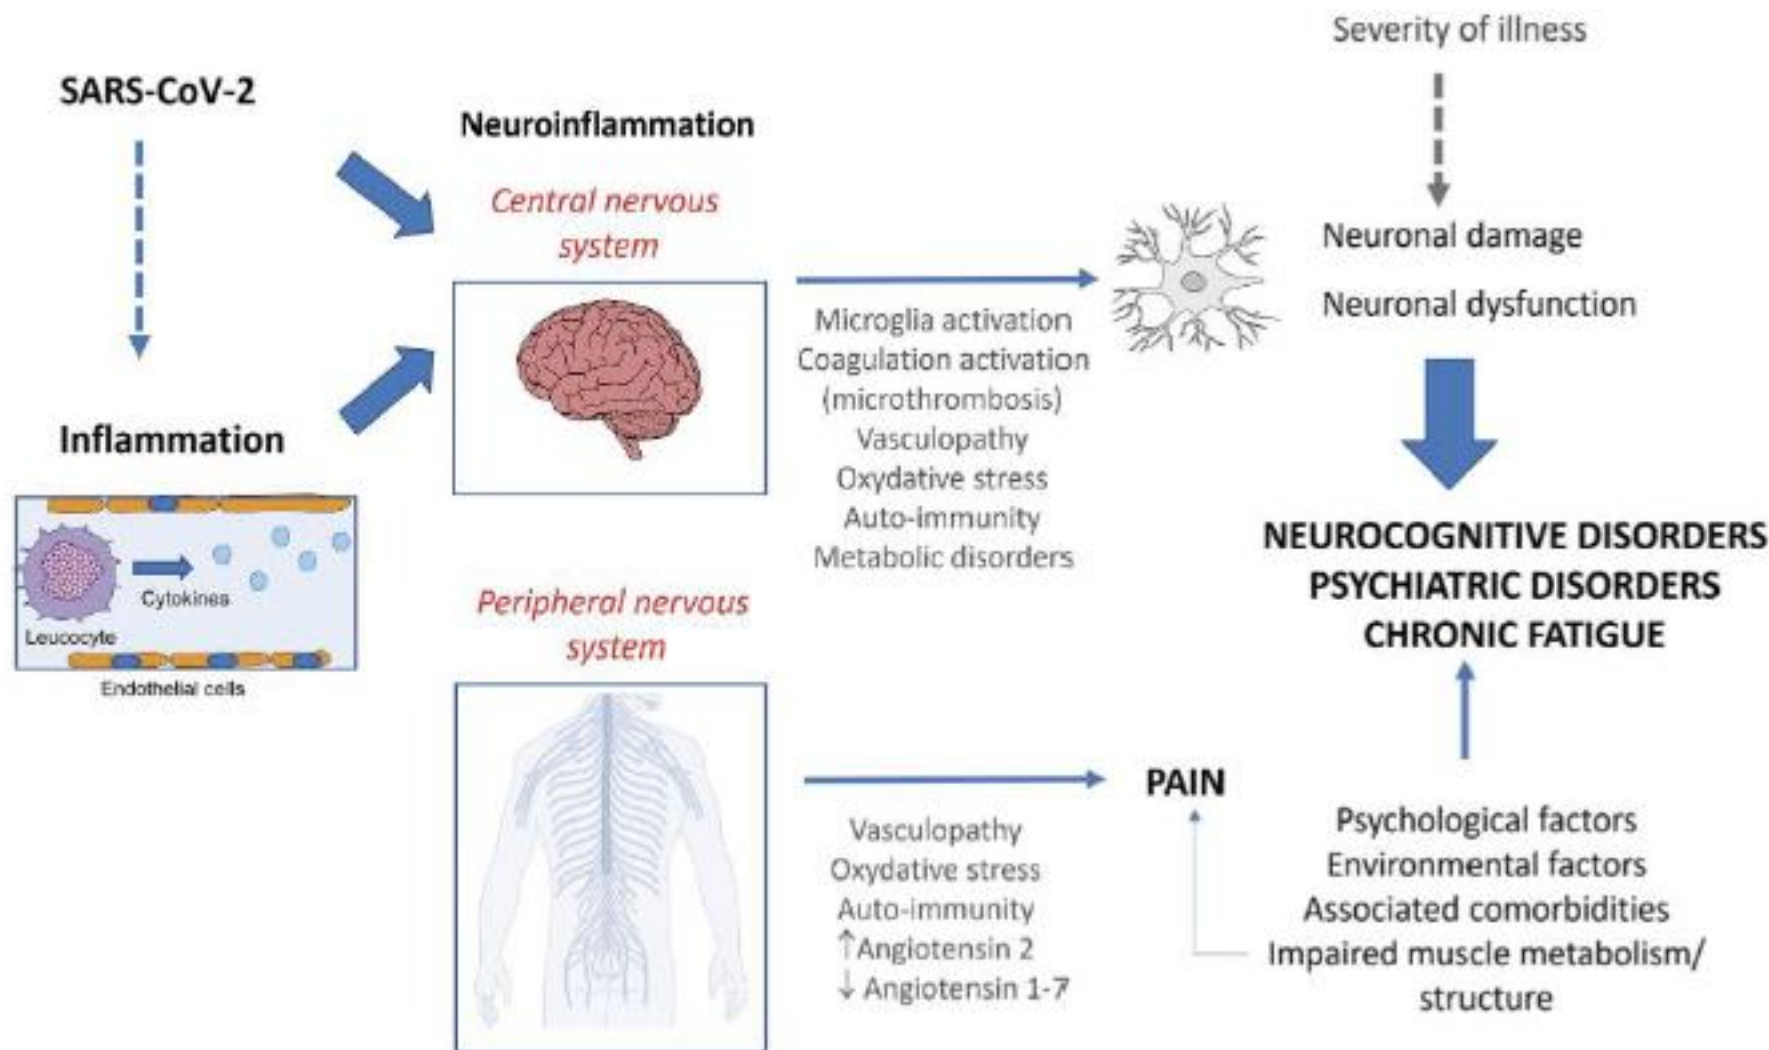 SARS-CoV-2
Inflammation
Leucocyte
Cytokines
Endothelial cells
Neuroinflammation
Central nervous
system
Peripheral nervous
system
Microglia activation
Coagulation activation
(microthrombosis)
Vasculopathy
Oxydative stress
Auto-immunity
Metabolic disorders
Vasculopathy
Oxydative stress
Auto-immunity
↑Angiotensin 2
↓ Angiotensin 1-7
Severity of illness
Neuronal damage
Neuronal dysfunction
NEUROCOGNITIVE DISORDERS
PSYCHIATRIC DISORDERS
CHRONIC FATIGUE
PAIN
Psychological factors
Environmental factors
Associated comorbidities
Impaired muscle metabolism/
structure